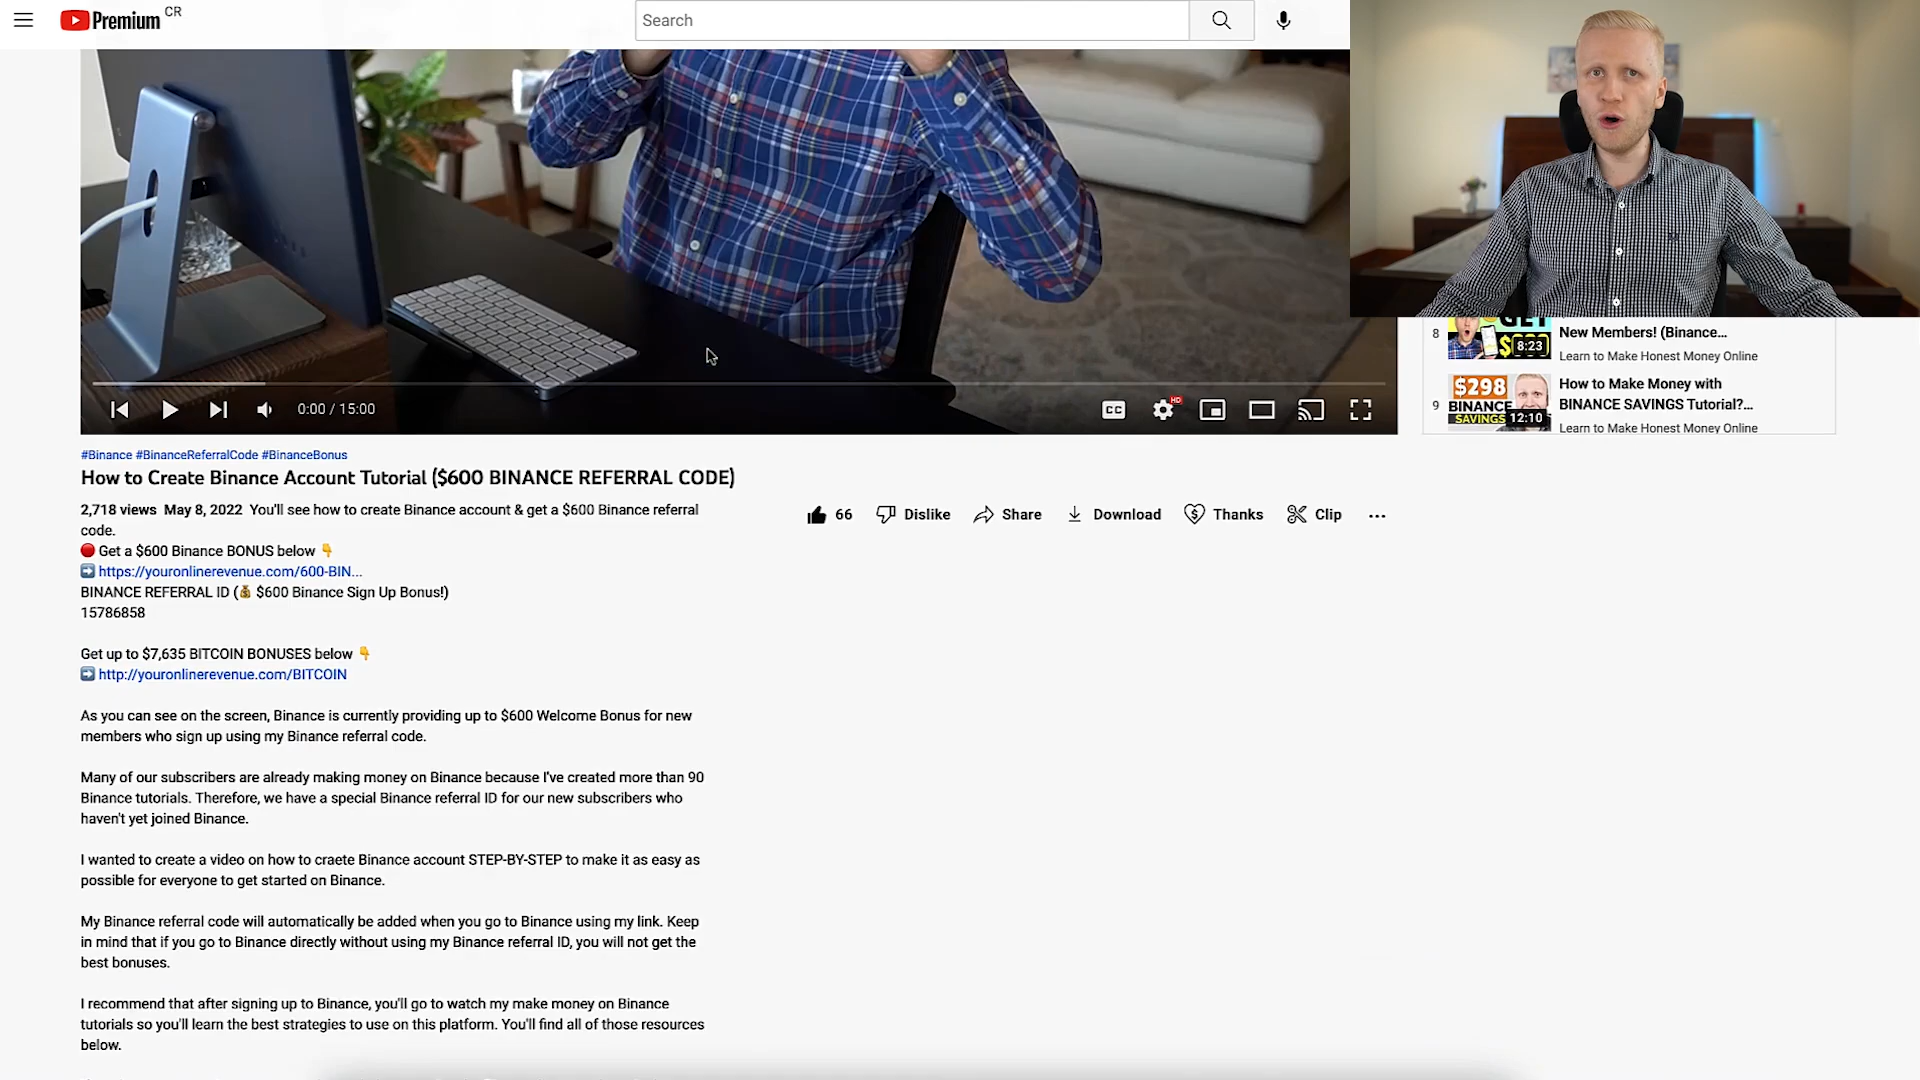 Premium CR
Search
0:00 / 15:00
CC
HD
8
GET
8:23
New Members! (Binance...
Learn to Make Honest Money Online
9
$298
BINANCE
SAVINGS
12:10
How to Make Money with
BINANCE SAVINGS Tutorial?...
Learn to Make Honest Money Online
#Binance #BinanceReferralCode #BinanceBonus
How to Create Binance Account Tutorial ($600 BINANCE REFERRAL CODE)
2,718 views May 8, 2022 You'll see how to create Binance account & get a $600 Binance referral
code.
66
Dislike
Share
Download
Thanks
Clip
🔴 Get a $600 Binance BONUS below 👇
➡️ https://youronlinerevenue.com/600-BIN...
BINANCE REFERRAL ID (💰 $600 Binance Sign Up Bonus!)
15786858
Get up to $7,635 BITCOIN BONUSES below 👇
➡️ http://youronlinerevenue.com/BITCOIN
As you can see on the screen, Binance is currently providing up to $600 Welcome Bonus for new
members who sign up using my Binance referral code.
Many of our subscribers are already making money on Binance because I've created more than 90
Binance tutorials. Therefore, we have a special Binance referral ID for our new subscribers who
haven't yet joined Binance.
I wanted to create a video on how to craete Binance account STEP-BY-STEP to make it as easy as
possible for everyone to get started on Binance.
My Binance referral code will automatically be added when you go to Binance using my link. Keep
in mind that if you go to Binance directly without using my Binance referral ID, you will not get the
best bonuses.
I recommend that after signing up to Binance, you'll go to watch my make money on Binance
tutorials so you'll learn the best strategies to use on this platform. You'll find all of those resources
below.